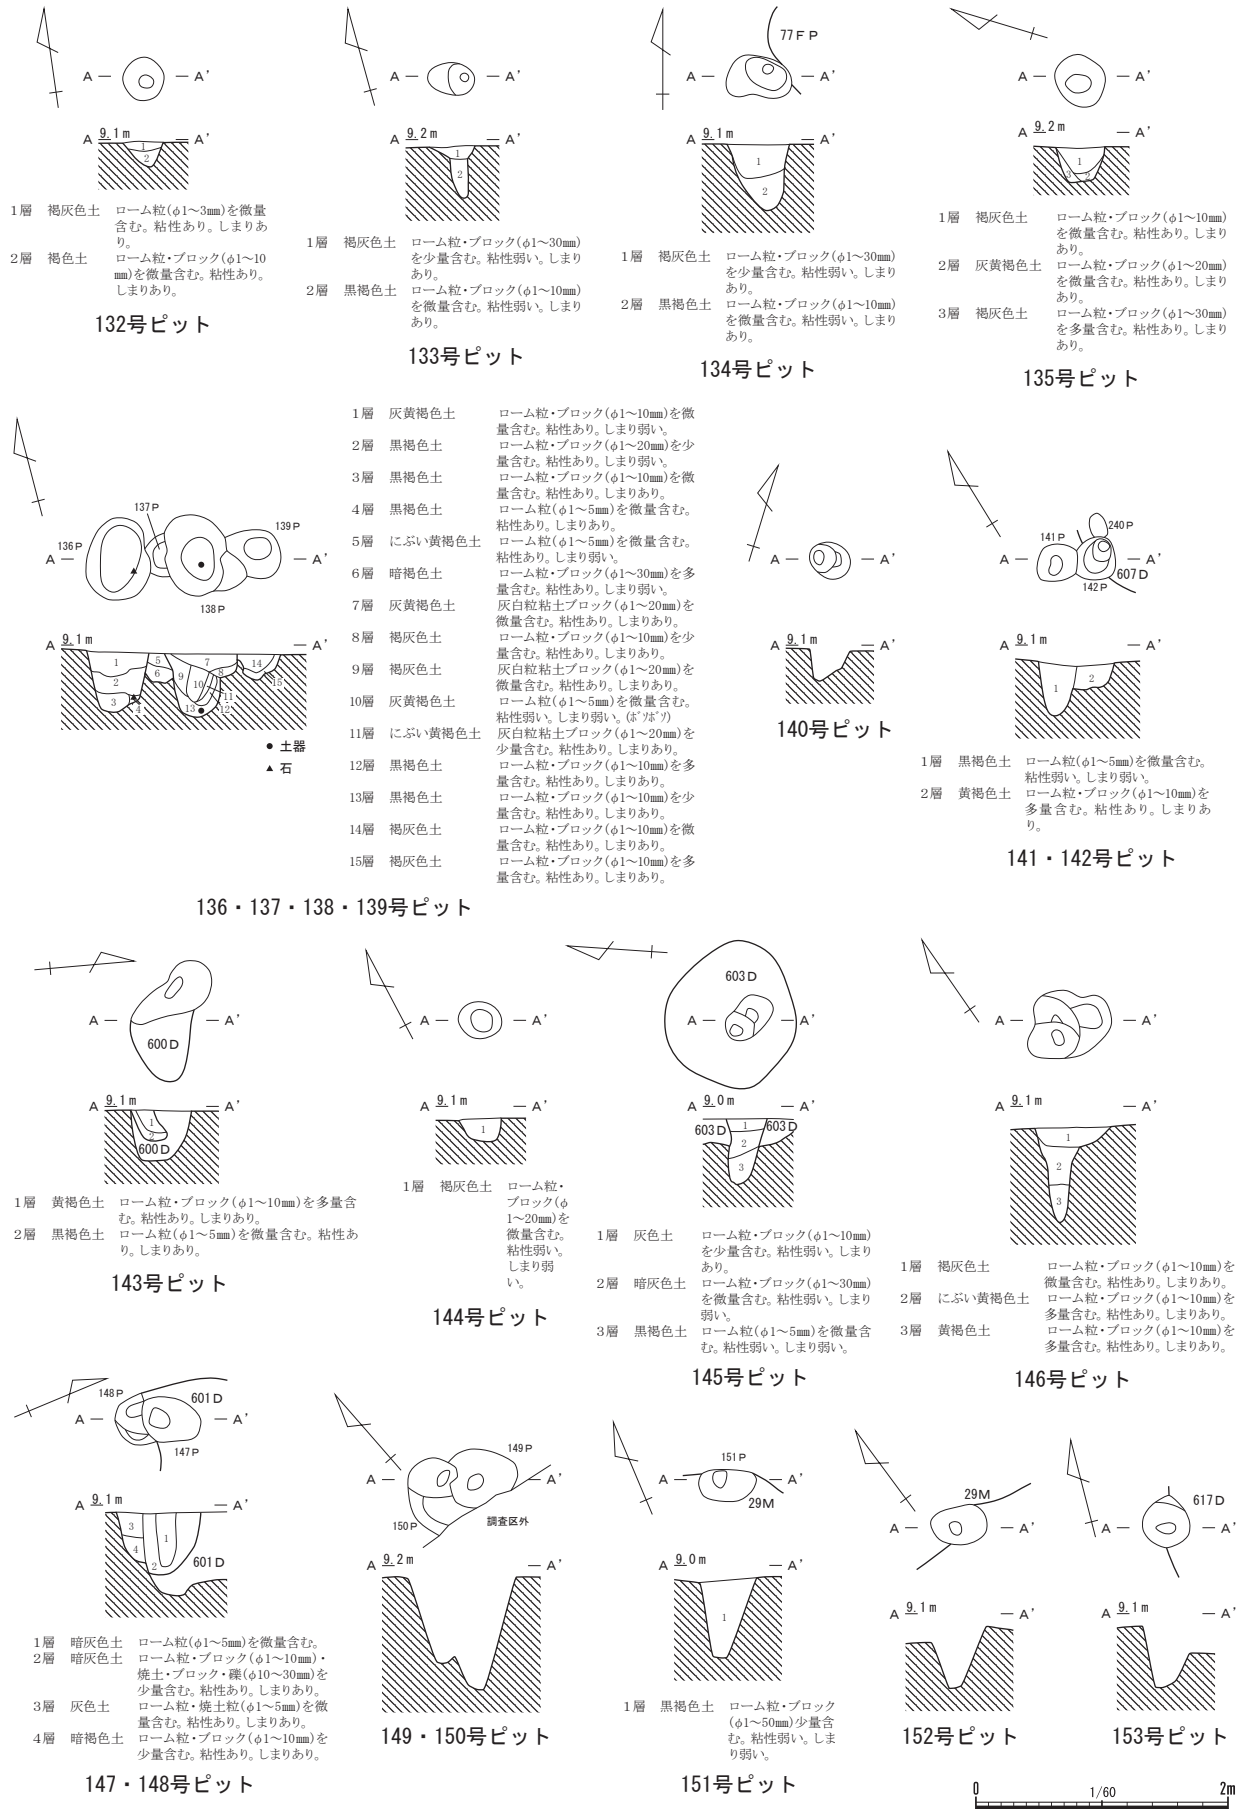 A A'
A 9.1m A'
1
2
1層 褐灰色土 ローム粒(φ1～3㎜)を微量
含む。粘性あり。しまりあ
り。
2層 褐色土 ローム粒・ブロック(φ1～10
㎜)を微量含む。粘性あり。
しまりあり。
132号ピット
A A'
A 9.2m A'
1
2
1層 褐灰色土 ローム粒・ブロック(φ1～30㎜)
を少量含む。粘性弱い。しまり
あり。
2層 黒褐色土 ローム粒・ブロック(φ1～10㎜)
を微量含む。粘性弱い。しまり
あり。
133号ピット
77FP
A A'
A 9.1m A'
1
2
1層 褐灰色土 ローム粒・ブロック(φ1～30㎜)
を少量含む。粘性弱い。しまり
あり。
2層 黒褐色土 ローム粒・ブロック(φ1～10㎜)
を微量含む。粘性弱い。しまり
あり。
134号ピット
A A'
A 9.2m A'
1
3 2
1層 褐灰色土 ローム粒・ブロック(φ1～10㎜)
を微量含む。粘性あり。しまり
あり。
2層 灰黄褐色土 ローム粒・ブロック(φ1～20㎜)
を微量含む。粘性あり。しまり
あり。
3層 褐灰色土 ローム粒・ブロック(φ1～30㎜)
を多量含む。粘性あり。しまり
あり。
135号ピット
137P
136P 139P
A A'
138P
A 9.1m A'
1 5 7 14
2 6 9 8 15
3 10 11
4 13 12
● 土器
▲ 石
1層 灰黄褐色土 ローム粒・ブロック(φ1～10㎜)を微
量含む。粘性あり。しまり弱い。
2層 黒褐色土 ローム粒・ブロック(φ1～20㎜)を少
量含む。粘性あり。しまり弱い。
3層 黒褐色土 ローム粒・ブロック(φ1～10㎜)を微
量含む。粘性あり。しまりあり。
4層 黒褐色土 ローム粒(φ1～5㎜)を微量含む。
粘性あり。しまりあり。
5層 にぶい黄褐色土 ローム粒(φ1～5㎜)を微量含む。
粘性あり。しまり弱い。
6層 暗褐色土 ローム粒・ブロック(φ1～30㎜)を多
量含む。粘性あり。しまり弱い。
7層 灰黄褐色土 灰白粒粘土ブロック(φ1～20㎜)を
微量含む。粘性あり。しまりあり。
8層 褐灰色土 ローム粒・ブロック(φ1～10㎜)を少
量含む。粘性あり。しまりあり。
9層 褐灰色土 灰白粒粘土ブロック(φ1～20㎜)を
微量含む。粘性あり。しまりあり。
10層 灰黄褐色土 ローム粒(φ1～5㎜)を微量含む。
粘性弱い。しまり弱い。(ボソボソ)
11層 にぶい黄褐色土 灰白粒粘土ブロック(φ1～20㎜)を
少量含む。粘性あり。しまりあり。
12層 黒褐色土 ローム粒・ブロック(φ1～10㎜)を多
量含む。粘性あり。しまりあり。
13層 黒褐色土 ローム粒・ブロック(φ1～10㎜)を少
量含む。粘性あり。しまりあり。
14層 褐灰色土 ローム粒・ブロック(φ1～10㎜)を微
量含む。粘性あり。しまりあり。
15層 褐灰色土 ローム粒・ブロック(φ1～10㎜)を多
量含む。粘性あり。しまりあり。
136・137・138・139号ピット
A A'
A 9.1m A'
140号ピット
141P 240P
A A'
607D
142P
A 9.1m A'
1 2
1層 黒褐色土 ローム粒(φ1～5㎜)を微量含む。
粘性弱い。しまり弱い。
2層 黄褐色土 ローム粒・ブロック(φ1～10㎜)を
多量含む。粘性あり。しまりあ
り。
141・142号ピット
A A'
600D
A 9.1m A'
1
2
600D
1層 黄褐色土 ローム粒・ブロック(φ1～10㎜)を多量含
む。粘性あり。しまりあり。
2層 黒褐色土 ローム粒(φ1～5㎜)を微量含む。粘性あ
り。しまりあり。
143号ピット
A A'
A 9.1m A'
1
1層 褐灰色土 ローム粒・
ブロック(φ
1～20㎜)を
微量含む。
粘性弱い。
しまり弱
い。
144号ピット
603D
A A'
A 9.0m A'
603D 1 603D
2
3
1層 灰色土 ローム粒・ブロック(φ1～10㎜)
を少量含む。粘性弱い。しまり
あり。
2層 暗灰色土 ローム粒・ブロック(φ1～30㎜)
を微量含む。粘性弱い。しまり
弱い。
3層 黒褐色土 ローム粒(φ1～5㎜)を微量含
む。粘性弱い。しまり弱い。
145号ピット
A A'
A 9.1m A'
1
2
3
1層 褐灰色土 ローム粒・ブロック(φ1～10㎜)を
微量含む。粘性あり。しまりあり。
2層 にぶい黄褐色土 ローム粒・ブロック(φ1～10㎜)を
多量含む。粘性あり。しまりあり。
3層 黄褐色土 ローム粒・ブロック(φ1～10㎜)を
多量含む。粘性あり。しまりあり。
146号ピット
148P 601D
A A'
147P
A 9.1m A'
3 1
4 2 601D
1層 暗灰色土 ローム粒(φ1～5㎜)を微量含む。
2層 暗灰色土 ローム粒・ブロック(φ1～10㎜)・
焼土・ブロック・礫(φ10～30㎜)を
少量含む。粘性あり。しまりあり。
3層 灰色土 ローム粒・焼土粒(φ1～5㎜)を微
量含む。粘性あり。しまりあり。
4層 暗褐色土 ローム粒・ブロック(φ1～10㎜)を
少量含む。粘性あり。しまりあり。
147・148号ピット
149P
A A'
150P 調査区外
A 9.2m A'
149・150号ピット
151P
A A'
29M
A 9.0m A'
1
1層 黒褐色土 ローム粒・ブロック
(φ1～50㎜)少量含
む。粘性弱い。しま
り弱い。
151号ピット
29M
A A'
A 9.1m A'
152号ピット
617D
A A'
A 9.1m A'
153号ピット
0 1/60 2m